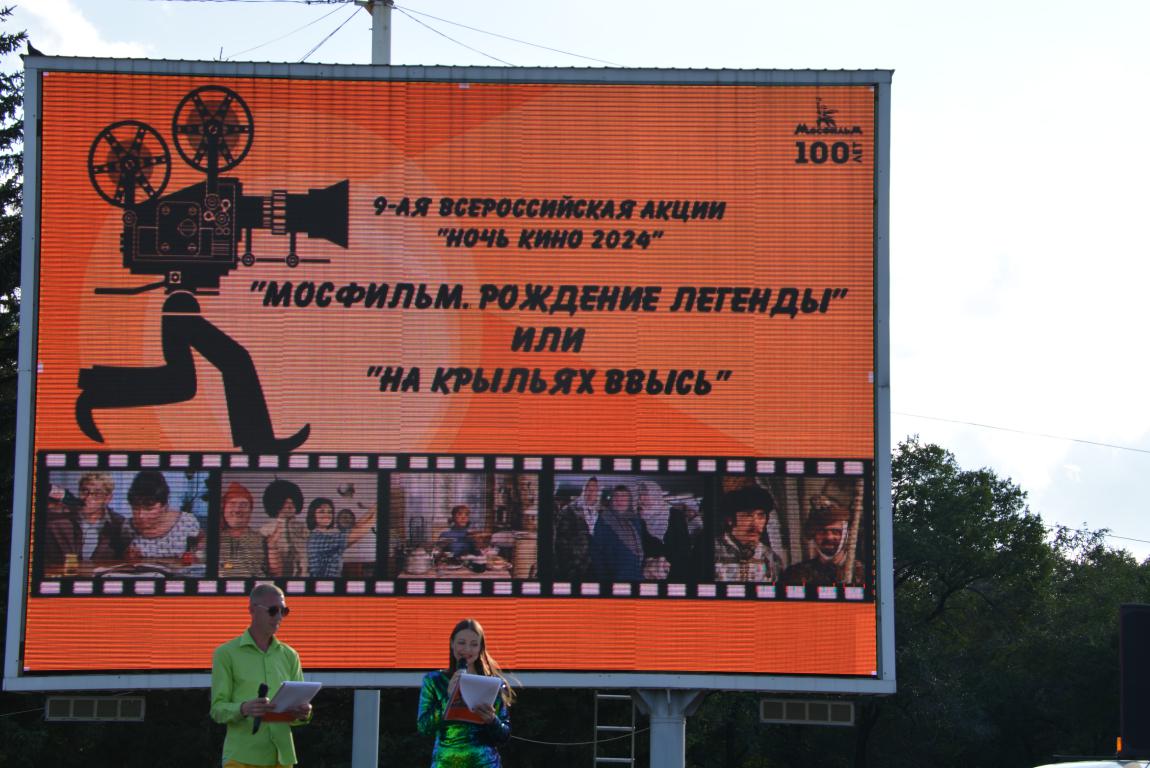 Мосфильм
100 ЛЕТ
9-АЯ ВСЕРОССИЙСКАЯ АКЦИИ
"НОЧЬ КИНО 2024"
"МОСФИЛЬМ. РОЖДЕНИЕ ЛЕГЕНДЫ"
ИЛИ
"НА КРЫЛЬЯХ ВВЫСЬ"